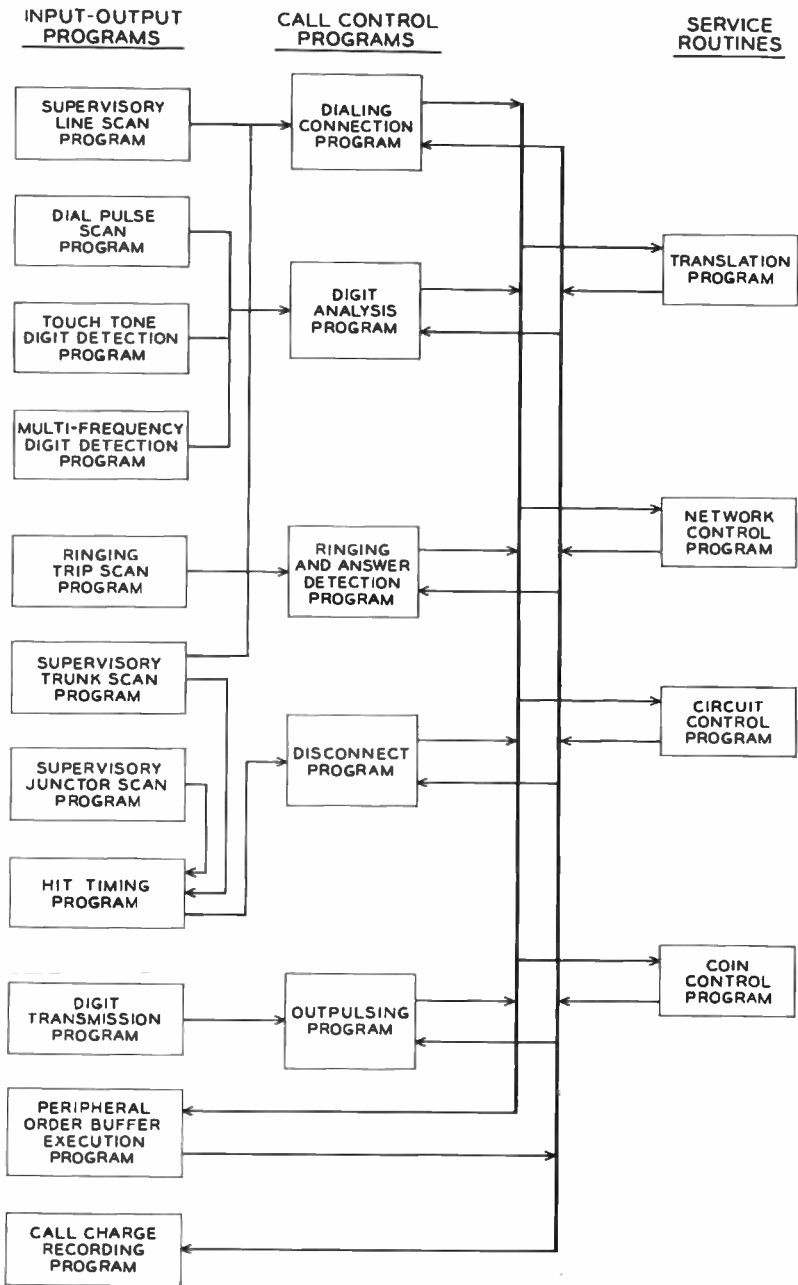 INPUT-OUTPUT
PROGRAMS
CALL CONTROL
PROGRAMS
SERVICE
ROUTINES
SUPERVISORY
LINE SCAN
PROGRAM
DIAL PULSE
SCAN
PROGRAM
TOUCH TONE
DIGIT DETECTION
PROGRAM
MULTI-FREQUENCY
DIGIT DETECTION
PROGRAM
RINGING
TRIP SCAN
PROGRAM
SUPERVISORY
TRUNK SCAN
PROGRAM
SUPERVISORY
JUNCTOR SCAN
PROGRAM
HIT TIMING
PROGRAM
DIGIT
TRANSMISSION
PROGRAM
PERIPHERAL
ORDER BUFFER
EXECUTION
PROGRAM
CALL CHARGE
RECORDING
PROGRAM
DIALING
CONNECTION
PROGRAM
DIGIT
ANALYSIS
PROGRAM
RINGING
AND ANSWER
DETECTION
PROGRAM
DISCONNECT
PROGRAM
OUTPULSING
PROGRAM
TRANSLATION
PROGRAM
NETWORK
CONTROL
PROGRAM
CIRCUIT
CONTROL
PROGRAM
COIN
CONTROL
PROGRAM